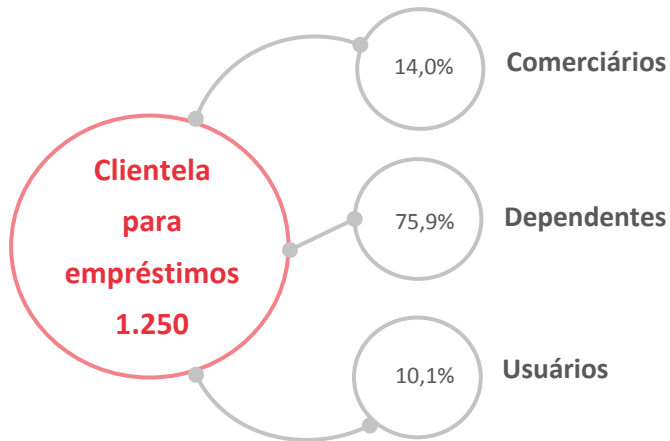 Clientela
para
empréstimos
1.250
14,0%
Comerciários
75,9%
Dependentes
10,1%
Usuários